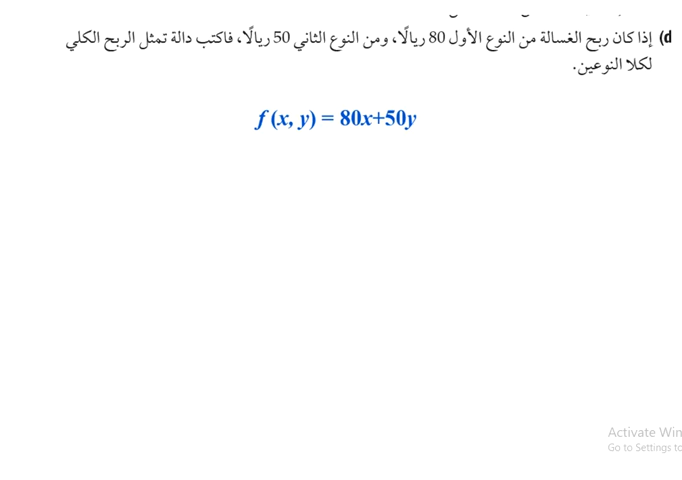 (d إذا كان ربح الغسالة من النوع الأول 80 ريالًا، ومن النوع الثاني 50 ريالًا، فاكتب دالة تمثل الربح الكلي
لكلا النوعين.
f (x, y) = 80x+50y
Activate Win
Go to Settings tc